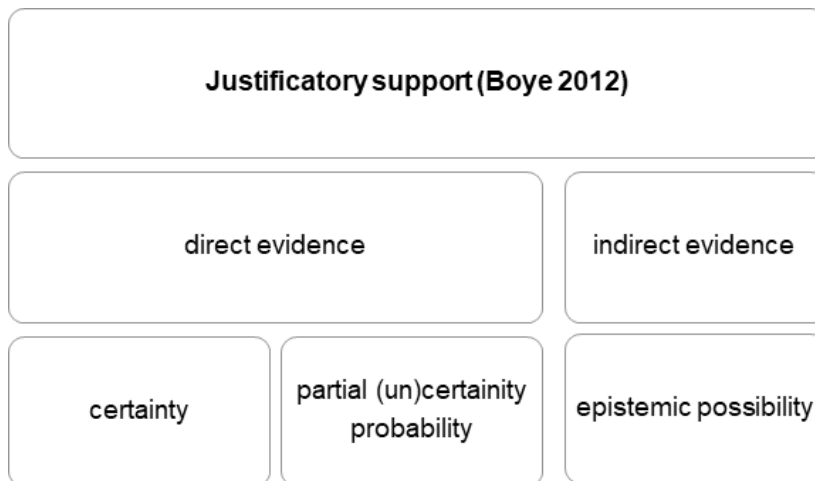 Justificatory support (Boye 2012)
direct evidence
indirect evidence
certainty
partial (un)certainity
probability
epistemic possibility